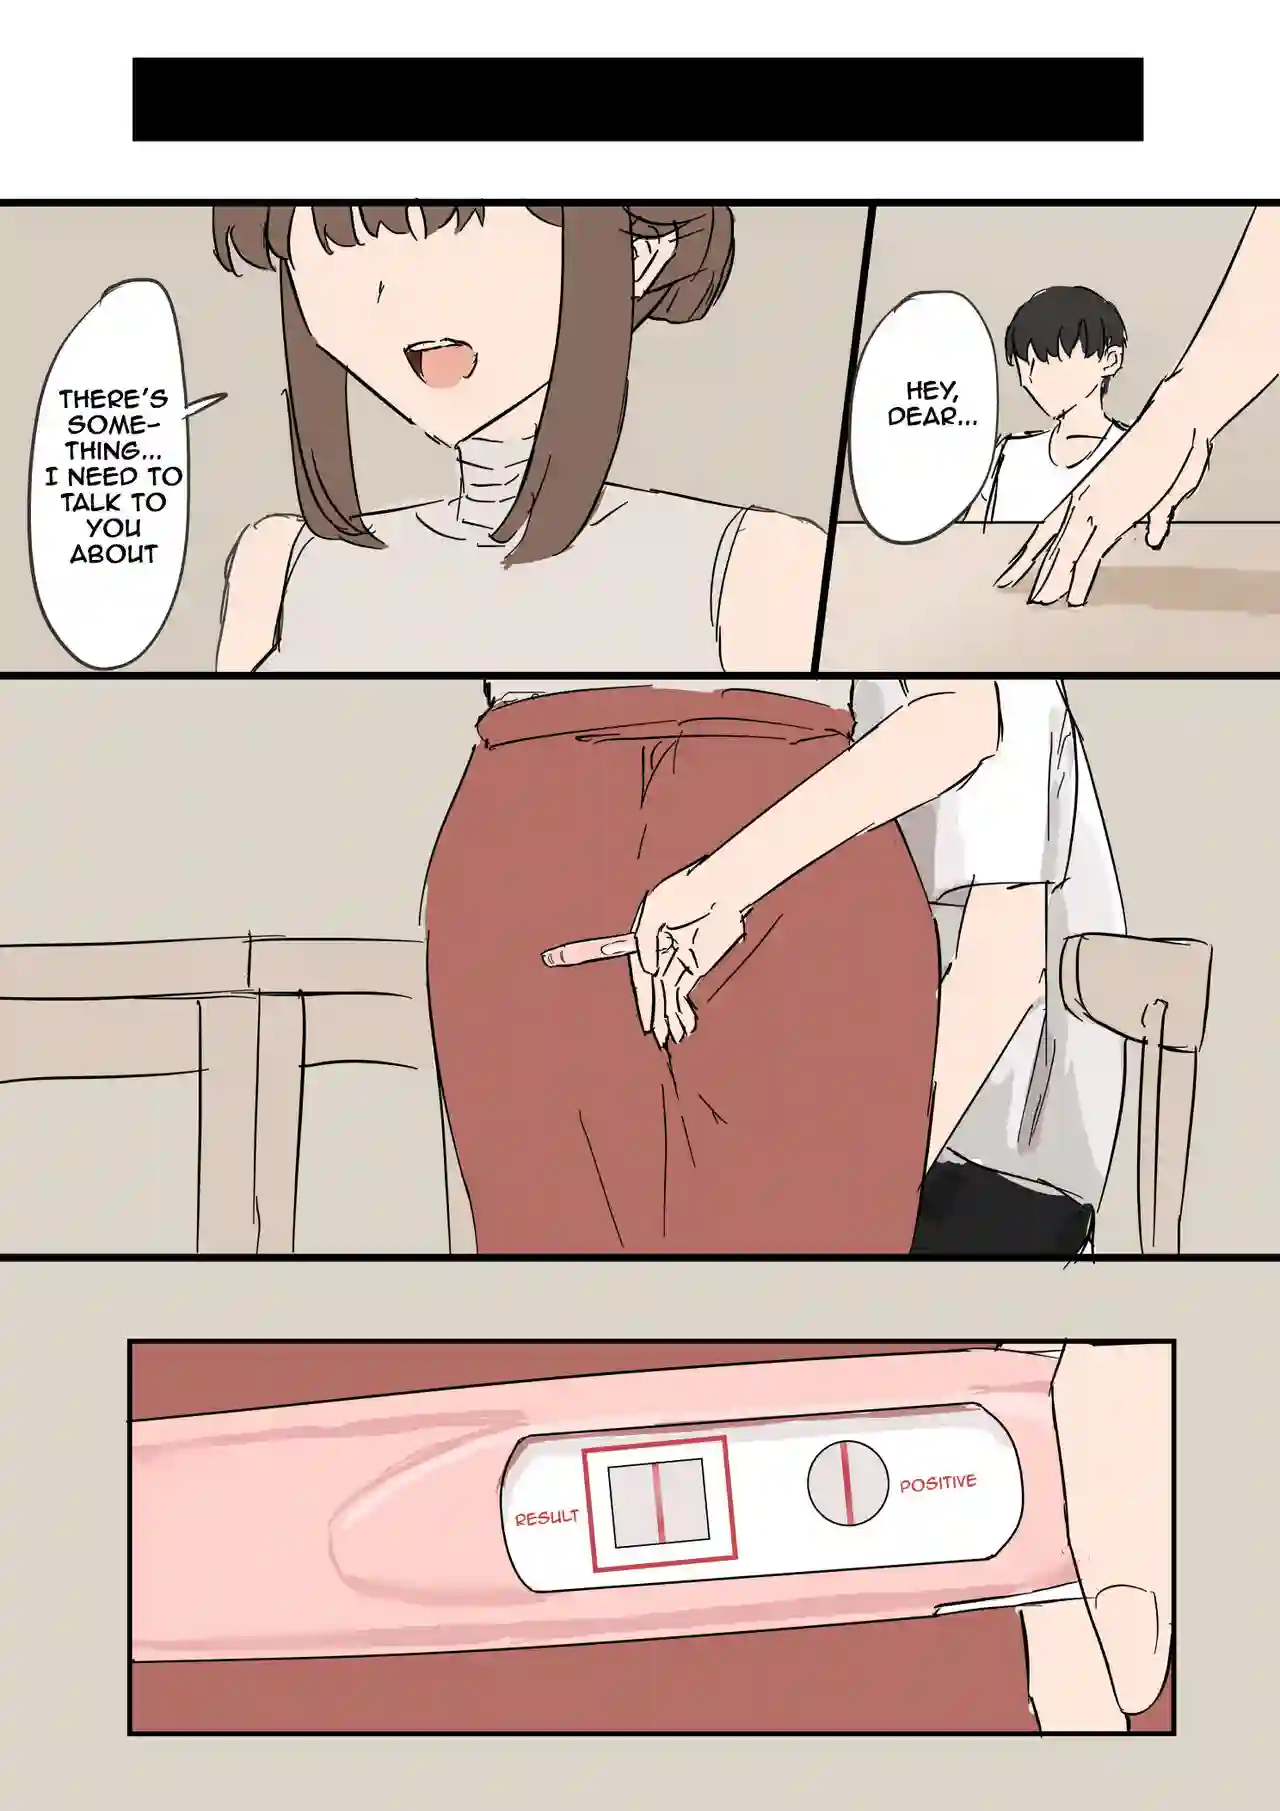 HEY,
DEAR...
THERE'S
SOME-
THING...
I NEED TO
TALK TO
YOU
ABOUT
RESULT
POSITIVE